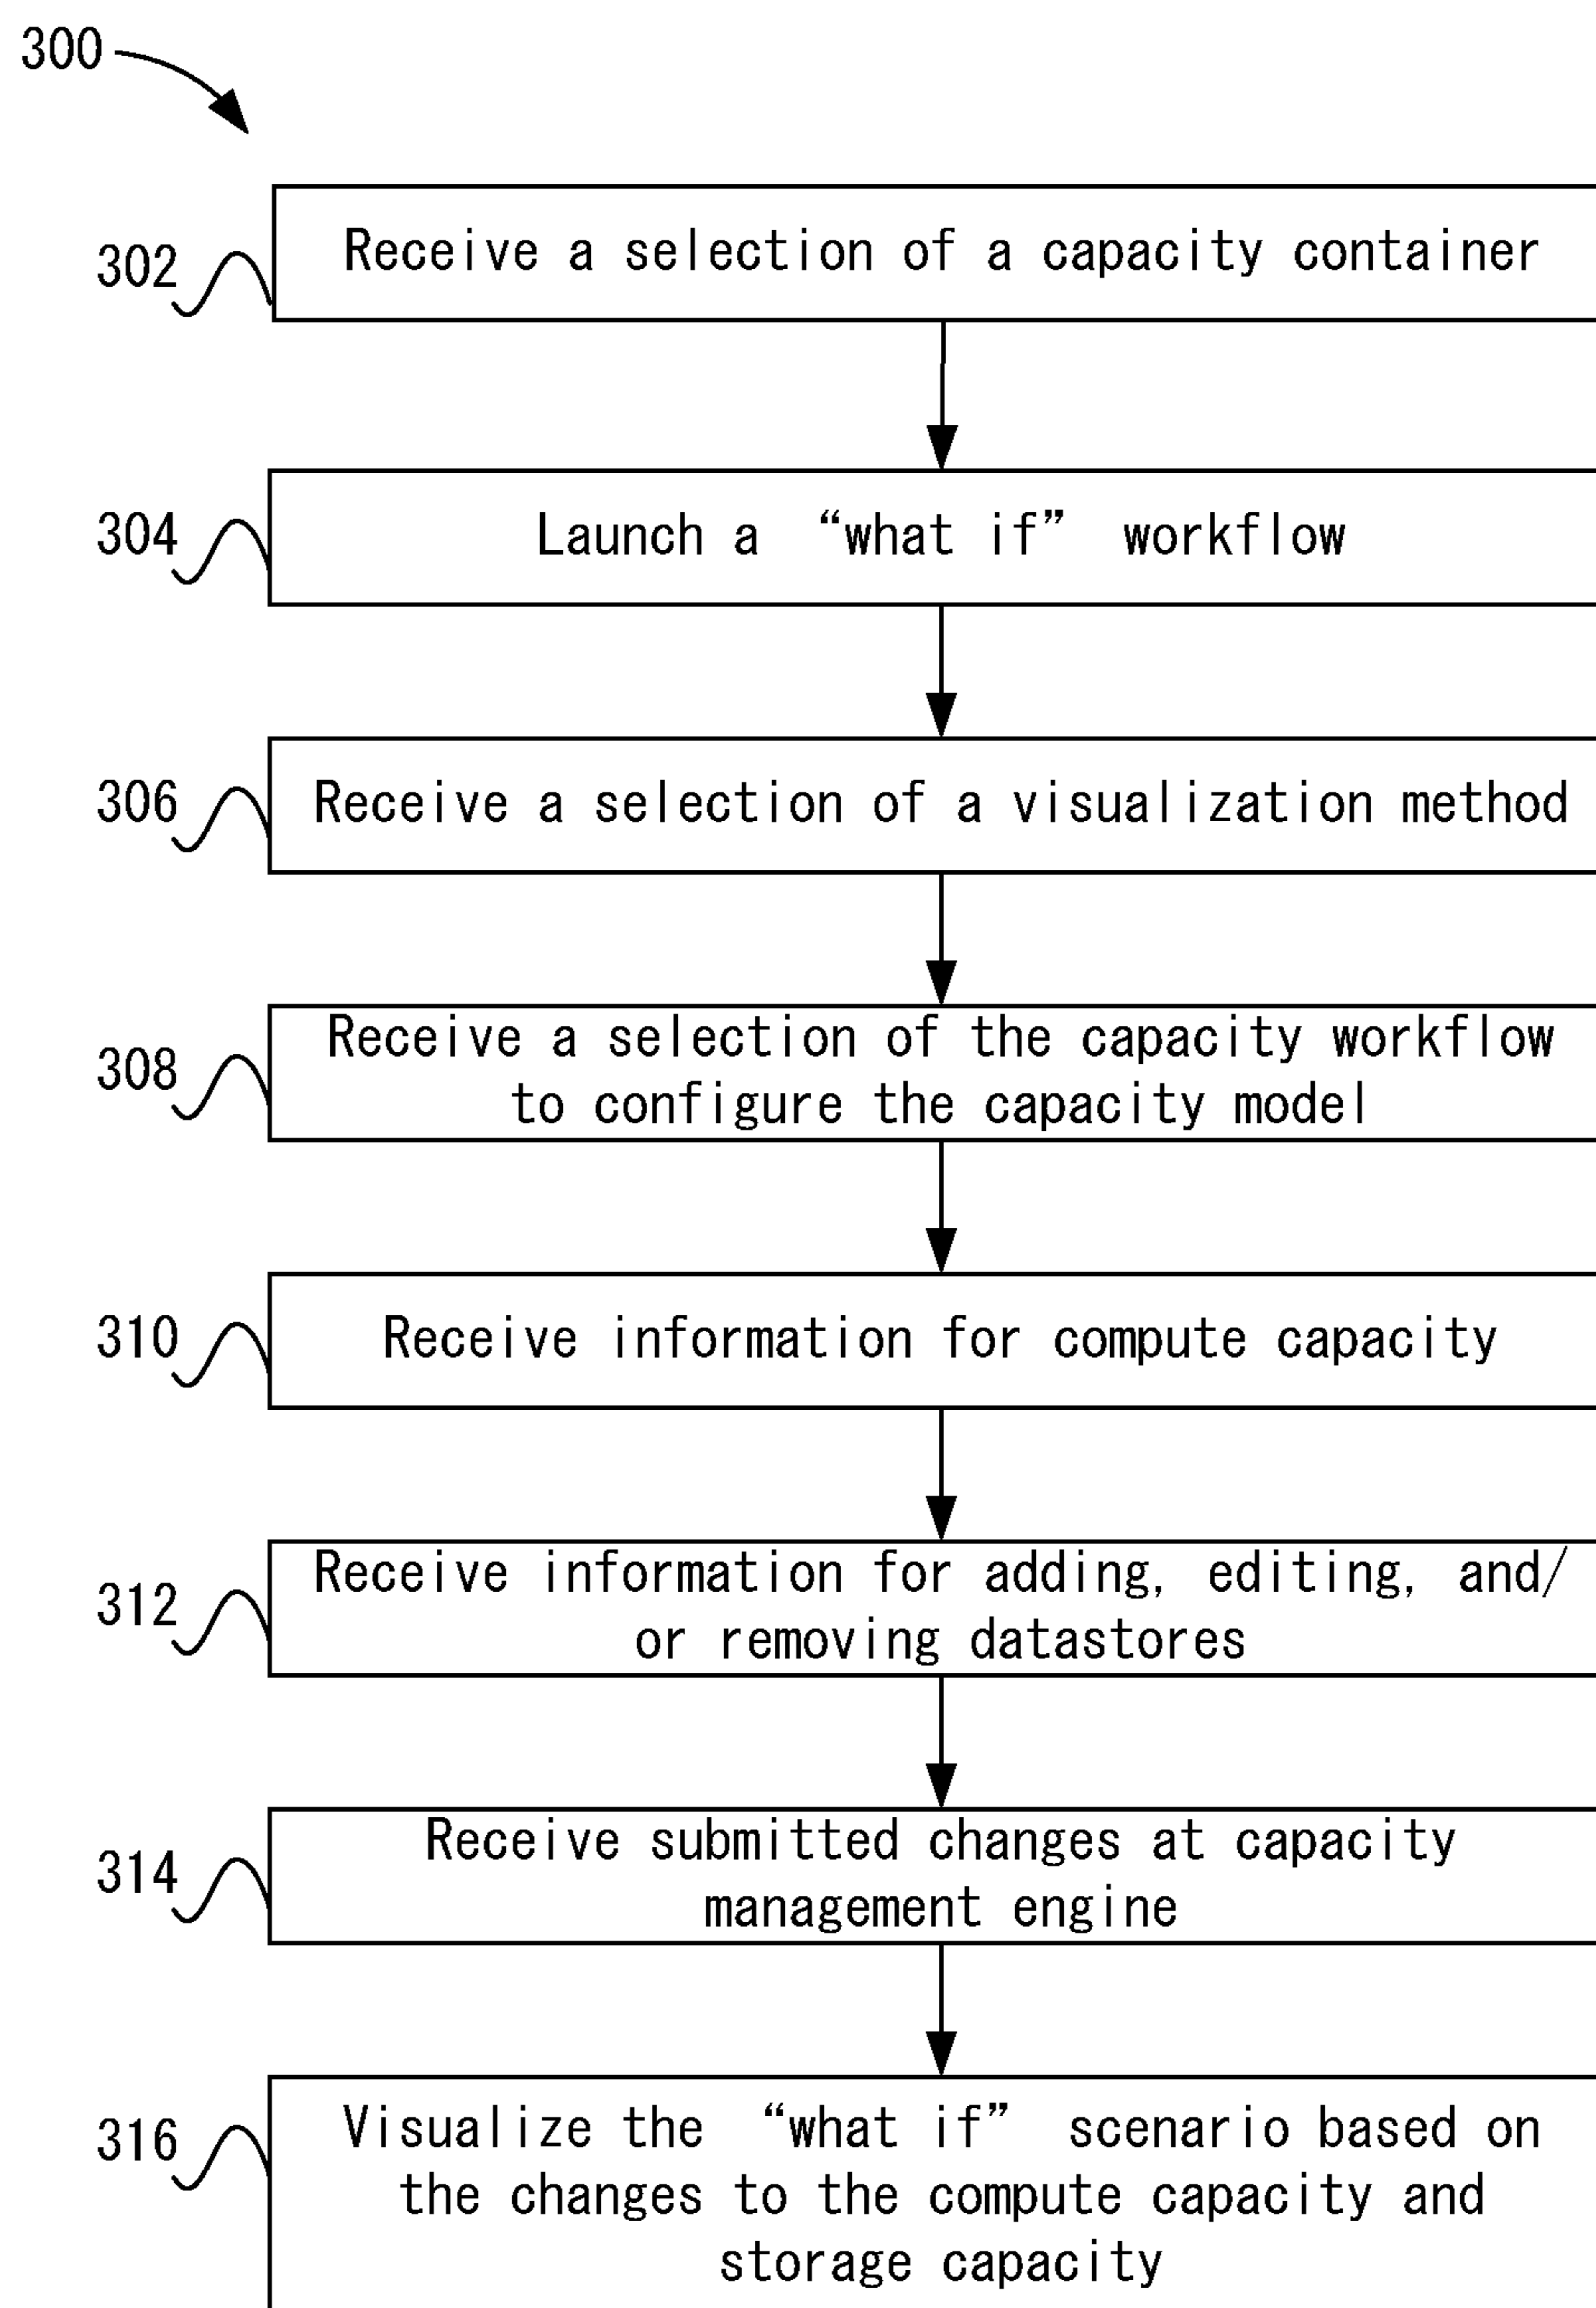 300
302
Receive a selection of a capacity container
304
Launch a “what if” workflow
306
Receive a selection of a visualization method
308
Receive a selection of the capacity workflow
to configure the capacity model
310
Receive information for compute capacity
312
Receive information for adding, editing, and/
or removing datastores
314
Receive submitted changes at capacity
management engine
316
Visualize the “what if” scenario based on
the changes to the compute capacity and
storage capacity